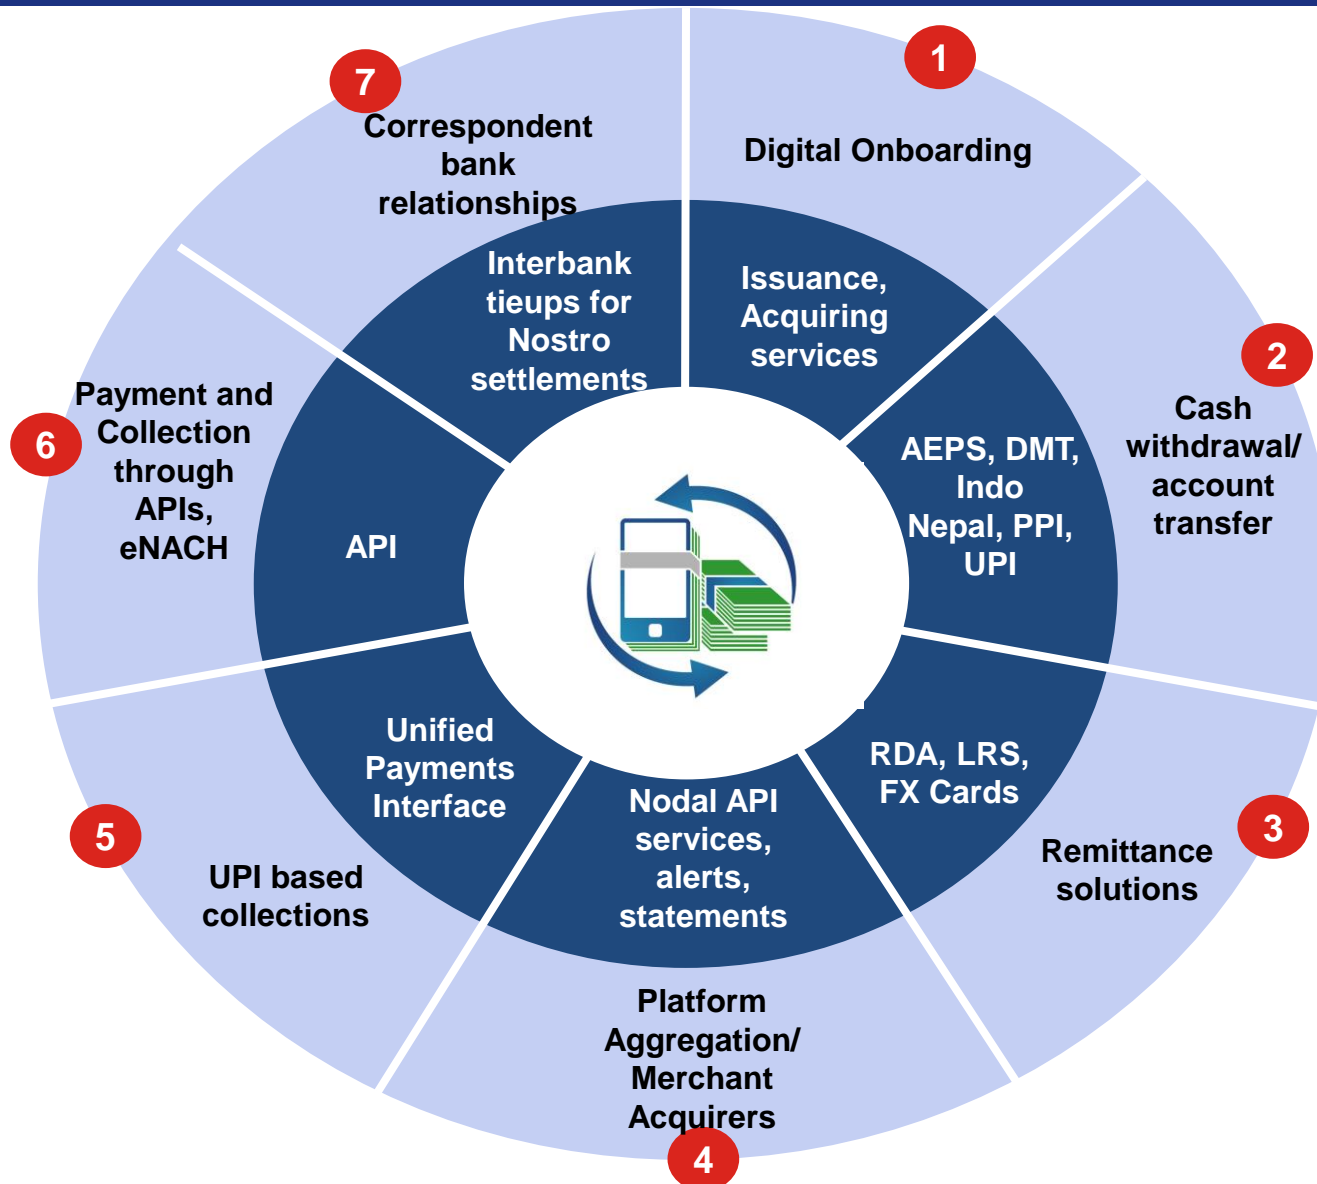 1
Digital Onboarding
Issuance,
Acquiring
services
2
Cash
withdrawal/
account
transfer
AEPS, DMT,
Indo
Nepal, PPI,
UPI
3
Remittance
solutions
RDA, LRS,
FX Cards
4
Platform
Aggregation/
Merchant
Acquirers
Nodal API
services,
alerts,
statements
5
UPI based
collections
Unified
Payments
Interface
6
Payment and
Collection
through
APIs,
eNACH
API
7
Correspondent
bank
relationships
Interbank
tieups for
Nostro
settlements